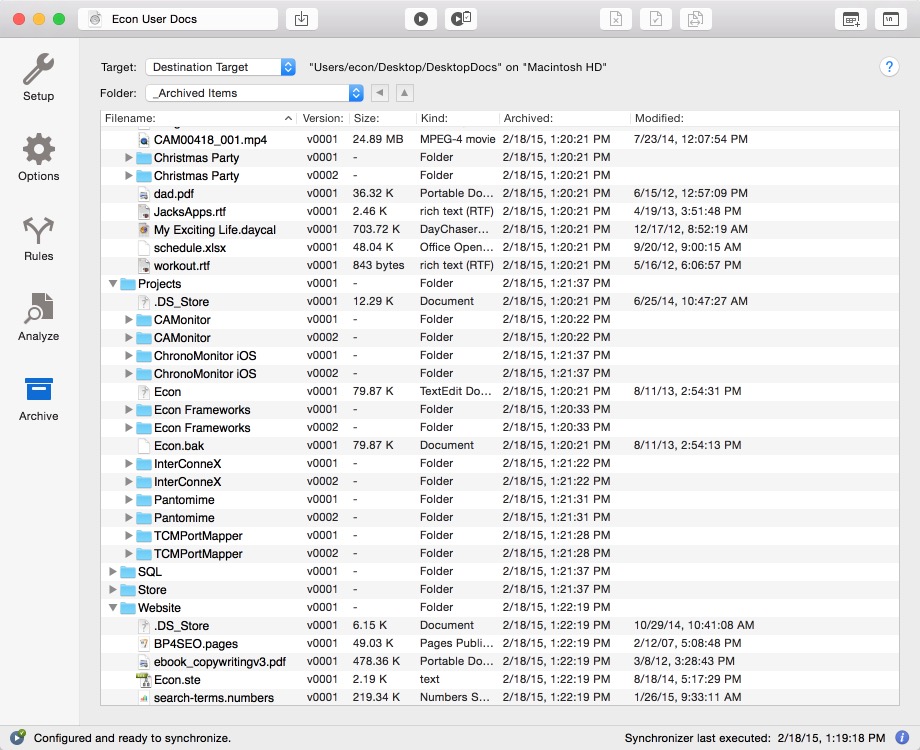 Econ User Docs
Target: Destination Target "Users/econ/Desktop/DesktopDocs" on "Macintosh HD" ?
Folder: _Archived Items
Setup
Options
Rules
Analyze
Archive
Filename: Version: Size: Kind: Archived: Modified:
CAM00418_001.mp4 v0001 24.89 MB MPEG-4 movie 2/18/15, 1:20:21 PM 7/23/14, 12:07:54 PM
Christmas Party v0001 - Folder 2/18/15, 1:20:21 PM
Christmas Party v0002 - Folder 2/18/15, 1:20:21 PM
dad.pdf v0001 36.32 K Portable Do... 2/18/15, 1:20:21 PM 6/15/12, 12:57:09 PM
JacksApps.rtf v0001 2.46 K rich text (RTF) 2/18/15, 1:20:21 PM 4/19/13, 3:51:48 PM
My Exciting Life.daycal v0001 703.72 K DayChaser... 2/18/15, 1:20:21 PM 12/17/12, 8:52:19 AM
schedule.xlsx v0001 48.04 K Office Open... 2/18/15, 1:20:21 PM 9/20/12, 9:00:15 AM
workout.rtf v0001 843 bytes rich text (RTF) 2/18/15, 1:20:21 PM 5/16/12, 6:06:57 PM
Projects v0001 - Folder 2/18/15, 1:21:37 PM
.DS_Store v0001 12.29 K Document 2/18/15, 1:20:21 PM 6/25/14, 10:47:27 AM
CAMonitor v0001 - Folder 2/18/15, 1:20:22 PM
CAMonitor v0002 - Folder 2/18/15, 1:20:22 PM
ChronoMonitor iOS v0001 - Folder 2/18/15, 1:21:37 PM
ChronoMonitor iOS v0002 - Folder 2/18/15, 1:21:37 PM
Econ v0001 79.87 K TextEdit Do... 2/18/15, 1:20:21 PM 8/11/13, 2:54:31 PM
Econ Frameworks v0001 - Folder 2/18/15, 1:20:33 PM
Econ Frameworks v0002 - Folder 2/18/15, 1:20:33 PM
Econ.bak v0001 79.87 K Document 2/18/15, 1:20:21 PM 8/11/13, 2:54:13 PM
InterConneX v0001 - Folder 2/18/15, 1:21:22 PM
InterConneX v0002 - Folder 2/18/15, 1:21:22 PM
Pantomime v0001 - Folder 2/18/15, 1:21:31 PM
Pantomime v0002 - Folder 2/18/15, 1:21:31 PM
TCMPortMapper v0001 - Folder 2/18/15, 1:21:28 PM
TCMPortMapper v0002 - Folder 2/18/15, 1:21:28 PM
SQL v0001 - Folder 2/18/15, 1:21:37 PM
Store v0001 - Folder 2/18/15, 1:21:37 PM
Website v0001 - Folder 2/18/15, 1:22:19 PM
.DS_Store v0001 6.15 K Document 2/18/15, 1:22:19 PM 10/29/14, 10:41:08 AM
BP4SEO.pages v0001 49.03 K Pages Publi... 2/18/15, 1:22:19 PM 2/12/07, 5:08:48 PM
ebook_copywritingv3.pdf v0001 478.36 K Portable Do... 2/18/15, 1:22:19 PM 3/8/12, 3:28:43 PM
Econ.ste v0001 2.19 K text 2/18/15, 1:22:19 PM 8/18/14, 5:17:29 PM
search-terms.numbers v0001 219.34 K Numbers S... 2/18/15, 1:22:19 PM 1/26/15, 9:33:11 AM
Configured and ready to synchronize. Synchronizer last executed: 2/18/15, 1:19:18 PM